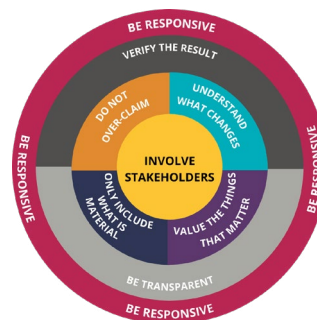 BE RESPONSIVE
VERIFY THE RESULT
DO NOT
OVER-CLAIM
UNDERSTAND
WHAT CHANGES
INVOLVE
STAKEHOLDERS
ONLY INCLUDE
WHAT IS
MATERIAL
VALUE THE THINGS
THAT MATTER
BE TRANSPARENT
BE RESPONSIVE
BE RESPONSIVE
BE RESPONSIVE